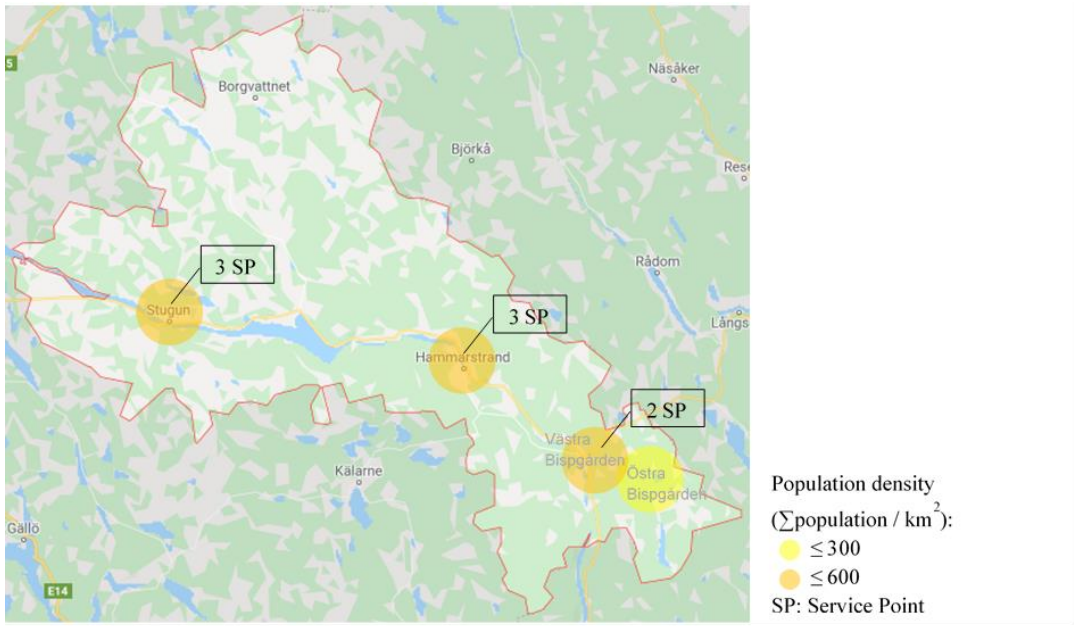 Näsåker
5
Borgvattnet
Björkå
Rese
3 SP
Rådom
Stugun
3 SP
Långs
Hammarstrand
2 SP
Västra
Bispgården
Östra
Bispgården
Kälarne
Gällö
E14
Population density
(∑population / km²):
≤ 300
≤ 600
SP: Service Point